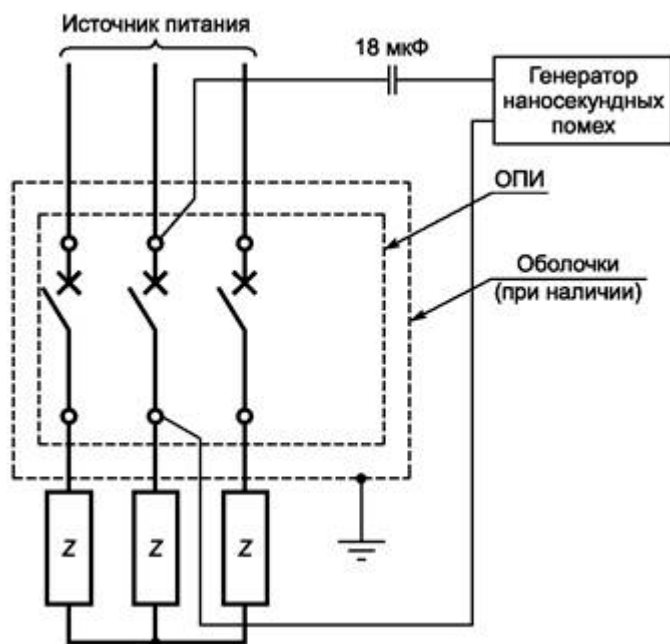 Источник питания
18 мкФ
Генератор
наносекундных
помех
ОПИ
Оболочки
(при наличии)
Z
Z
Z